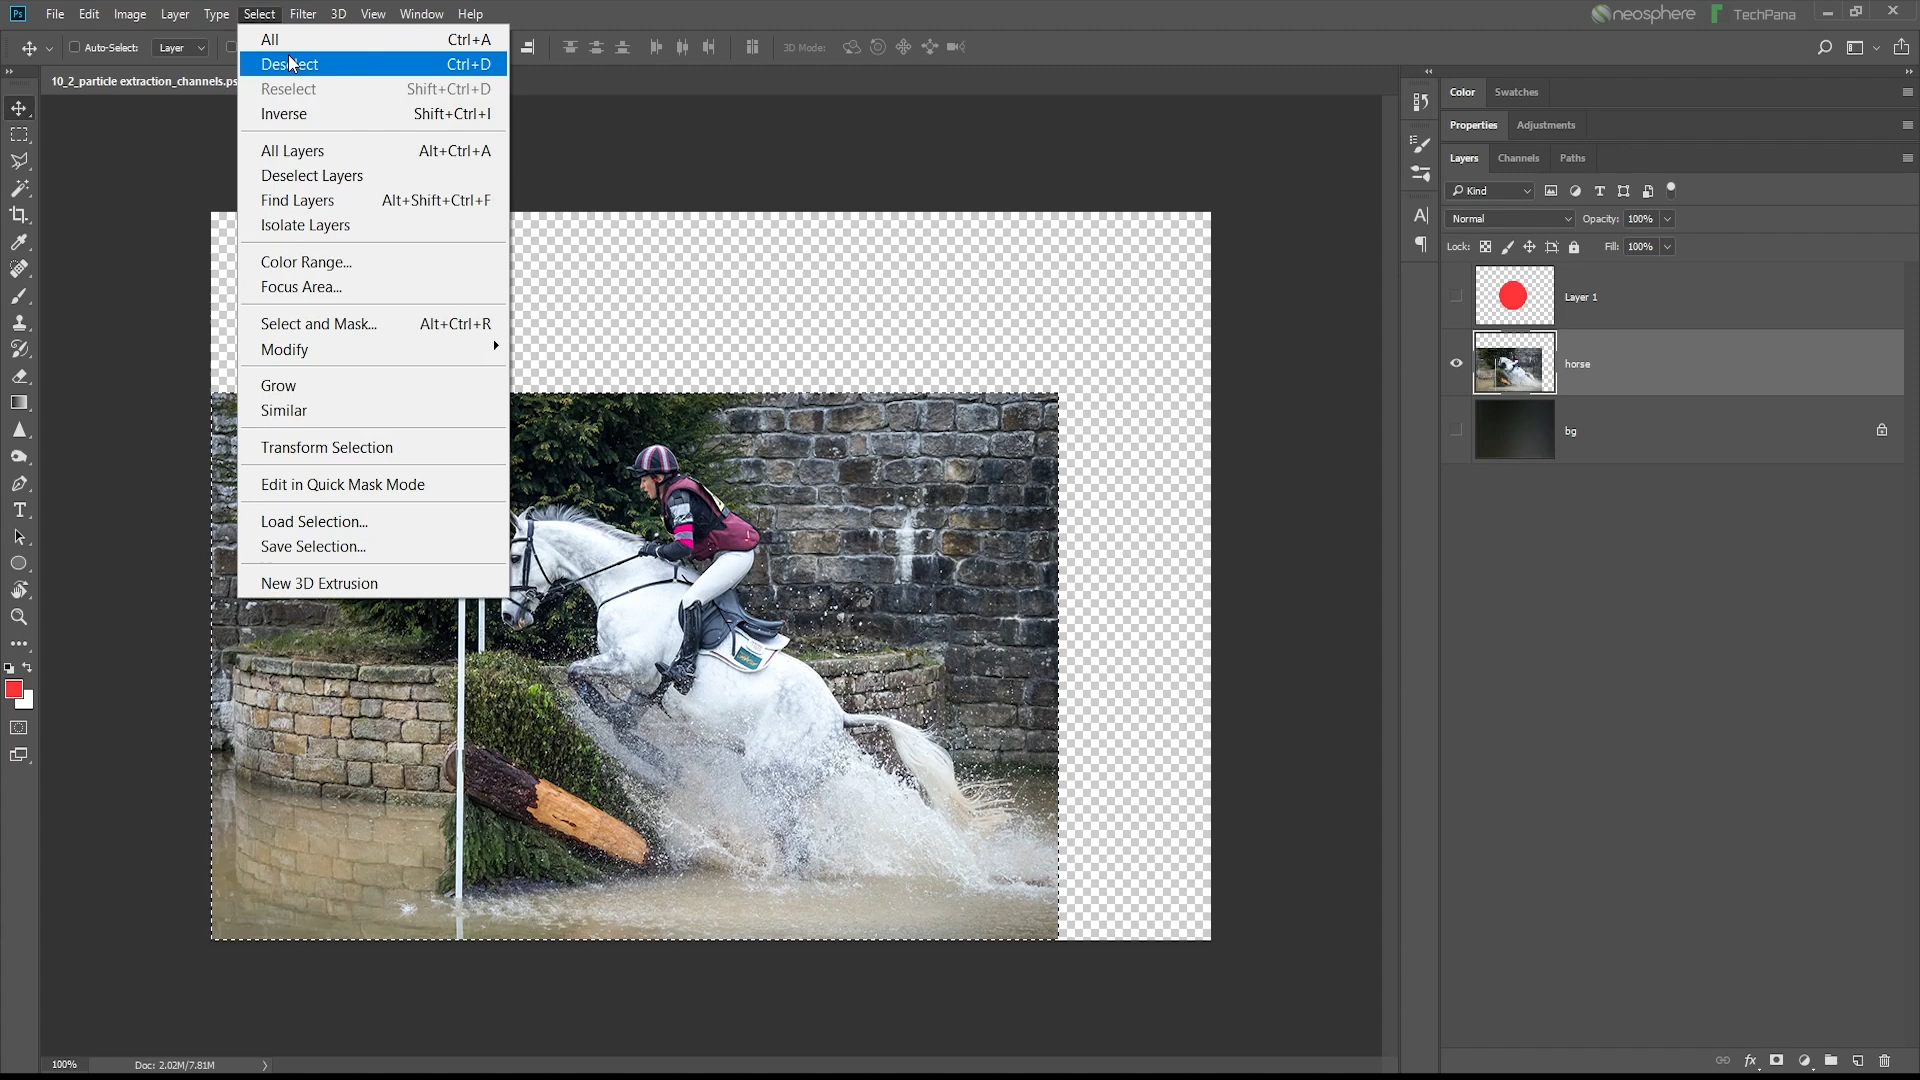 Ps File Edit Image Layer Type Select Filter 3D View Window Help
neosphere TechPana
Auto-Select: Layer
3D Mode:
10_2_particle extraction_channels.ps
All Ctrl+A
Deselect Ctrl+D
Reselect Shift+Ctrl+D
Inverse Shift+Ctrl+I
All Layers Alt+Ctrl+A
Deselect Layers
Find Layers Alt+Shift+Ctrl+F
Isolate Layers
Color Range...
Focus Area...
Select and Mask... Alt+Ctrl+R
Modify
Grow
Similar
Transform Selection
Edit in Quick Mask Mode
Load Selection...
Save Selection...
New 3D Extrusion
Color Swatches
Properties Adjustments
Layers Channels Paths
Kind
Normal Opacity: 100%
Lock: Fill: 100%
Layer 1
horse
bg
100% Doc: 2.02M/7.81M